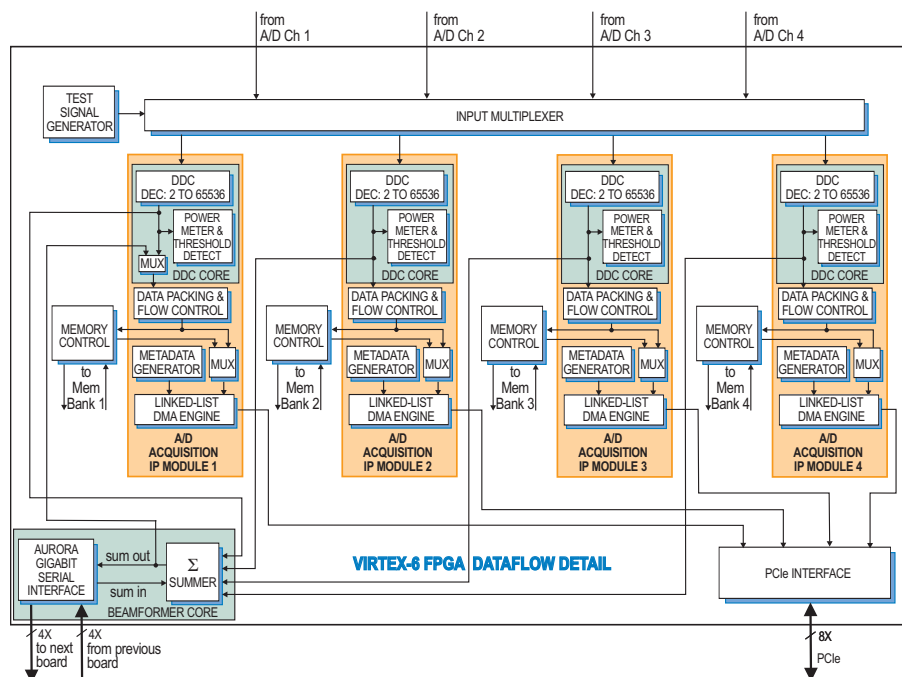 from
A/D Ch 1
from
A/D Ch 2
from
A/D Ch 3
from
A/D Ch 4
TEST
SIGNAL
GENERATOR
INPUT MULTIPLEXER
DDC
DEC: 2 TO 65536
POWER
METER &
THRESHOLD
DETECT
MUX
DDC CORE
DATA PACKING &
FLOW CONTROL
MEMORY
CONTROL
METADATA
GENERATOR
MUX
to
Mem
Bank 1
LINKED-LIST
DMA ENGINE
A/D
ACQUISITION
IP MODULE 1
DDC
DEC: 2 TO 65536
POWER
METER &
THRESHOLD
DETECT
DDC CORE
DATA PACKING &
FLOW CONTROL
MEMORY
CONTROL
METADATA
GENERATOR
MUX
to
Mem
Bank 2
LINKED-LIST
DMA ENGINE
A/D
ACQUISITION
IP MODULE 2
DDC
DEC: 2 TO 65536
POWER
METER &
THRESHOLD
DETECT
DDC CORE
DATA PACKING &
FLOW CONTROL
MEMORY
CONTROL
METADATA
GENERATOR
MUX
to
Mem
Bank 3
LINKED-LIST
DMA ENGINE
A/D
ACQUISITION
IP MODULE 3
DDC
DEC: 2 TO 65536
POWER
METER &
THRESHOLD
DETECT
DDC CORE
DATA PACKING &
FLOW CONTROL
MEMORY
CONTROL
METADATA
GENERATOR
MUX
to
Mem
Bank 4
LINKED-LIST
DMA ENGINE
A/D
ACQUISITION
IP MODULE 4
AURORA
GIGABIT
SERIAL
INTERFACE
sum out
sum in
Σ
SUMMER
BEAMFORMER CORE
VIRTEX-6 FPGA DATAFLOW DETAIL
PCIe INTERFACE
4X
to next
board
4X
from previous
board
8X
PCIe